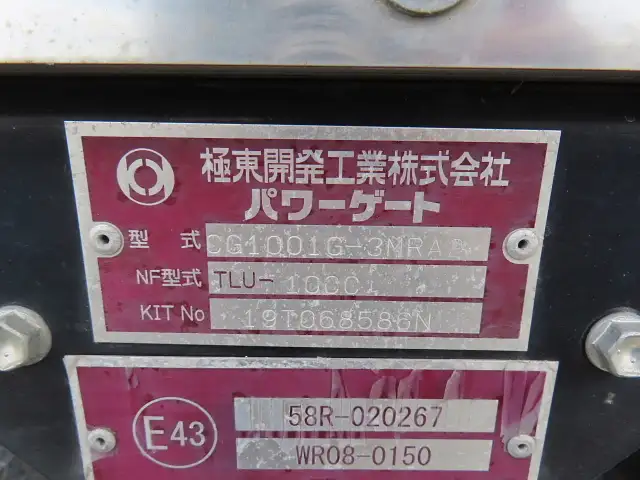 極東開発工業株式会社
パワーゲート
型 式 CG1001G-3MRA
NF型式 TLU-10CC1
KIT No 19T068586N
E43
58R-020267
WR08-0150